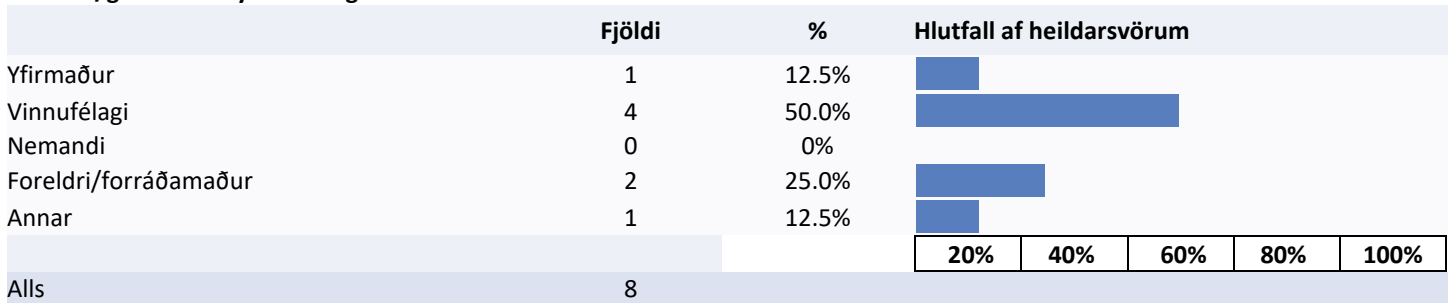 Fjöldi % Hlutfall af heildarsvörum
Yfirmaður 1 12.5%
Vinnufélagi 4 50.0%
Nemandi 0 0%
Foreldri/forráðamaður 2 25.0%
Annar 1 12.5%
20% 40% 60% 80% 100%
Alls 8